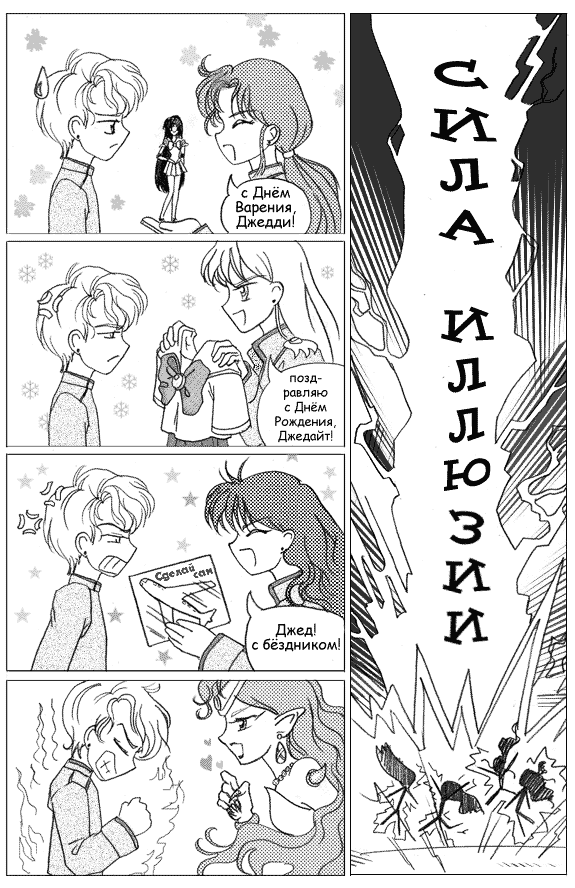 с Днём
Варения,
Джедди!
позд-
равляю
с Днём
Рождения,
Джедайт!
Сделай
сам
Джед!
с бёздником!
СИЛА ИЛЛЮЗИИ